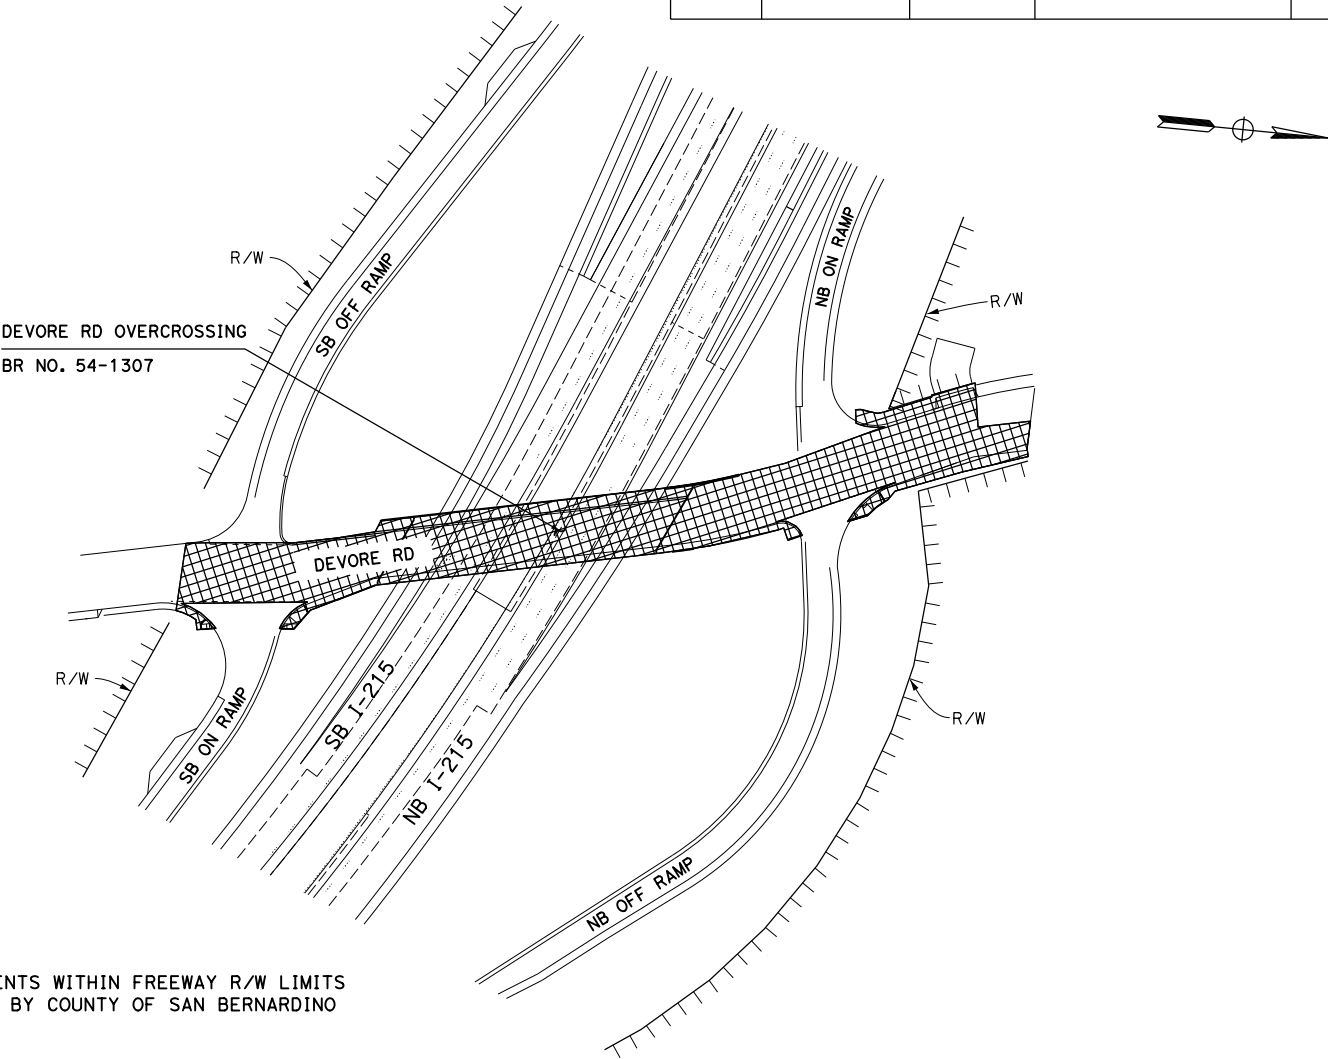 NB ON RAMP
R/W
SB OFF RAMP
R/W
DEVORE RD OVERCROSSING
BR NO. 54-1307
DEVORE RD
R/W
SB I-215
SB ON RAMP
R/W
NB I-215
NB OFF RAMP
WITHIN FREEWAY R/W LIMITS
BY COUNTY OF SAN BERNARDINO